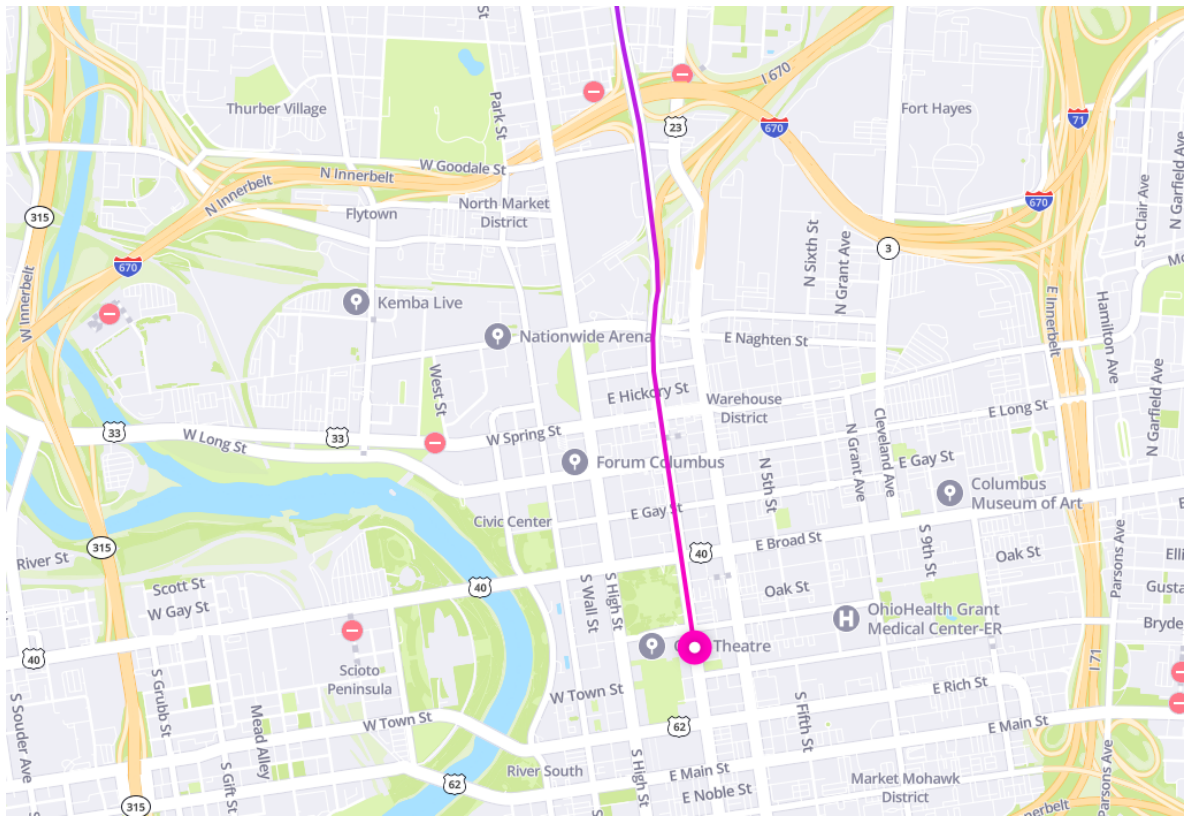 St
Thurber Village
Park St
I 670
Fort Hayes
23
670
71
W Goodale St
N Innerbelt
N Innerbelt
Flytown
North Market
District
315
670
St Clair Ave
N Garfield Ave
N Sixth St
N Grant Ave
3
670
W Innerbelt
Kemba Live
Nationwide Arena
E Naghten St
E Innerbelt
Hamilton Ave
West St
E Hickory St
Warehouse
District
E Long St
N Garfield Ave
33
33
W Long St
W Spring St
Cleveland Ave
N Grant Ave
Forum Columbus
N 5th St
E Gay St
Columbus
Museum of Art
Civic Center
E Gay St
315
River St
40
E Broad St
S 9th St
Oak St
Parsons Ave
Scott St
W Gay St
40
S Wall St
S High St
Oak St
OhioHealth Grant
Medical Center-ER
40
Theatre
Scioto
Peninsula
W Town St
E Rich St
I 71
S Souder Ave
S Grubb St
Mead Alley
W Town St
62
S Fifth St
E Main St
S Gift St
62
River South
S High St
E Main St
E Noble St
Market Mohawk
District
315
Parsons Ave